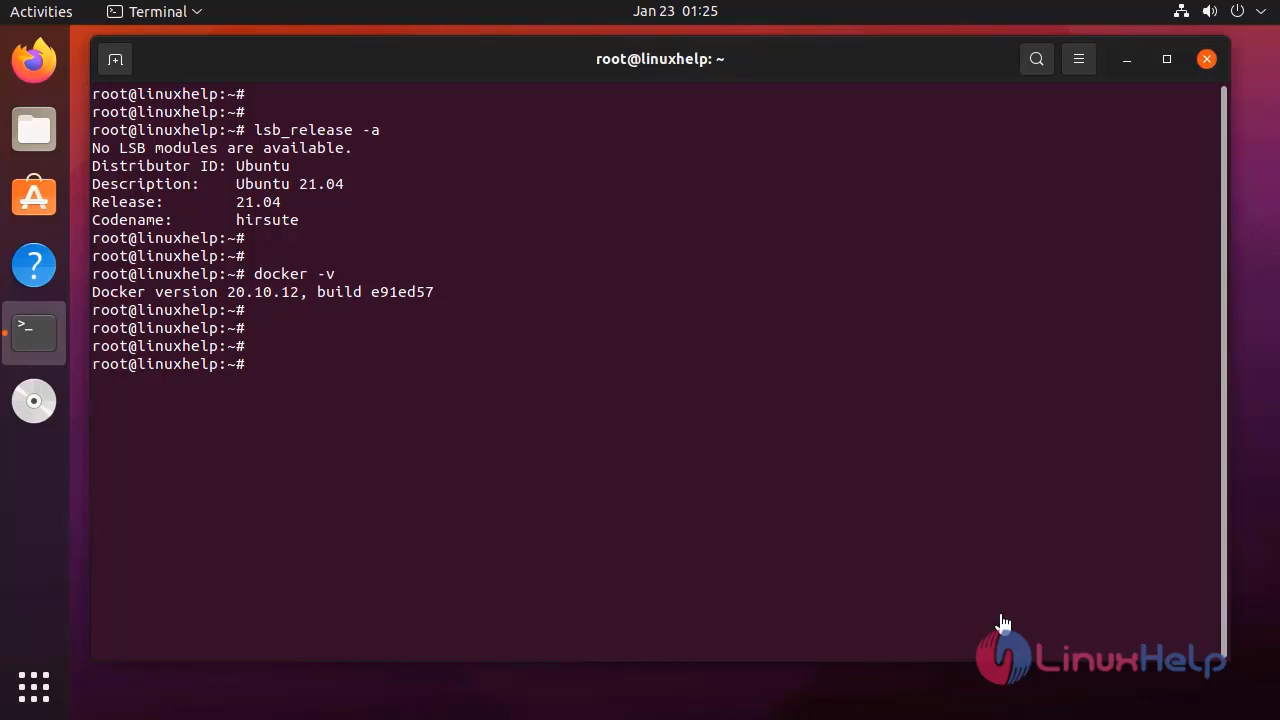 Activities
Terminal
Jan 23 01:25
root@linuxhelp: ~
root@linuxhelp:~#
root@linuxhelp:~#
root@linuxhelp:~# lsb_release -a
No LSB modules are available.
Distributor ID: Ubuntu
Description:    Ubuntu 21.04
Release:        21.04
Codename:       hirsute
root@linuxhelp:~#
root@linuxhelp:~#
root@linuxhelp:~# docker -v
Docker version 20.10.12, build e91ed57
root@linuxhelp:~#
root@linuxhelp:~#
root@linuxhelp:~#
root@linuxhelp:~#
LinuxHelp